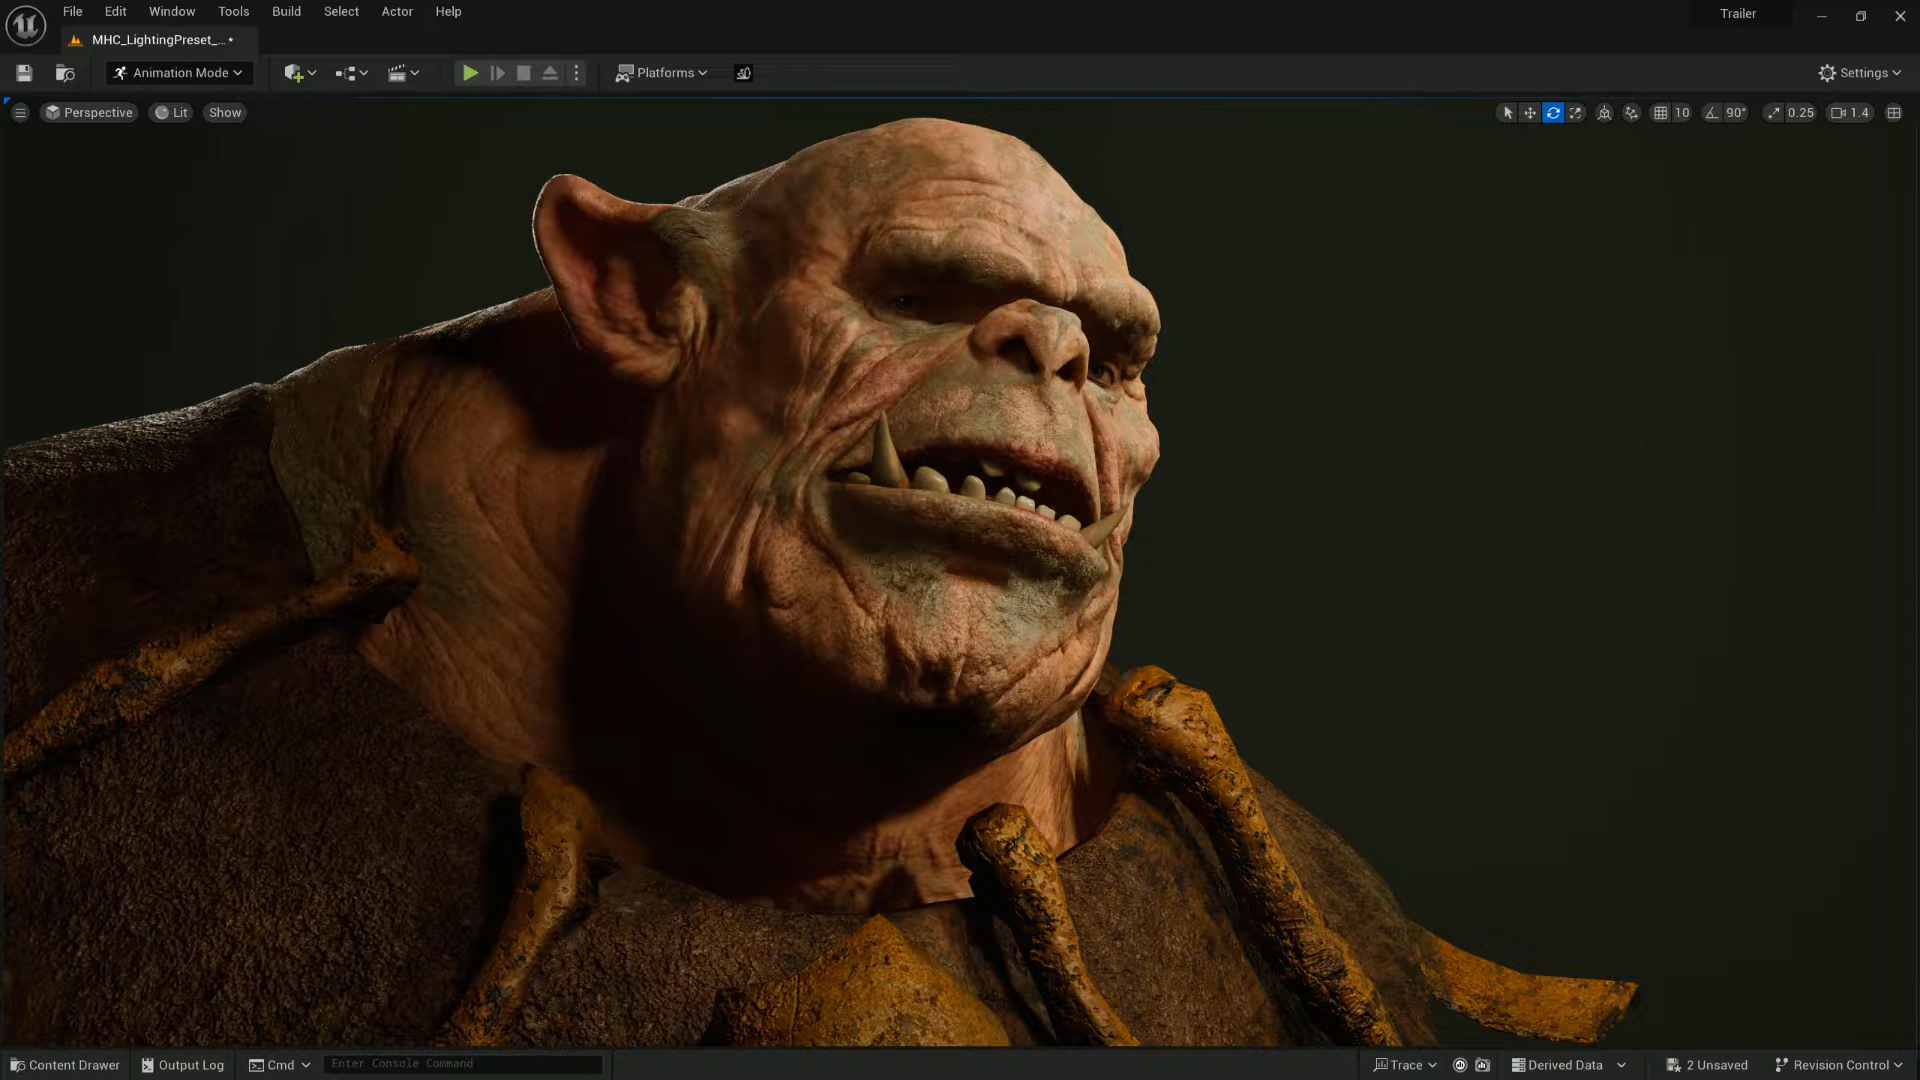 File Edit Window Tools Build Select Actor Help
Trailer
MHC_LightingPreset_... •
Animation Mode
Platforms
Settings
Perspective Lit Show
10 90° 0.25 1.4
Content Drawer Output Log Cmd Enter Console Command Trace Derived Data 2 Unsaved Revision Control